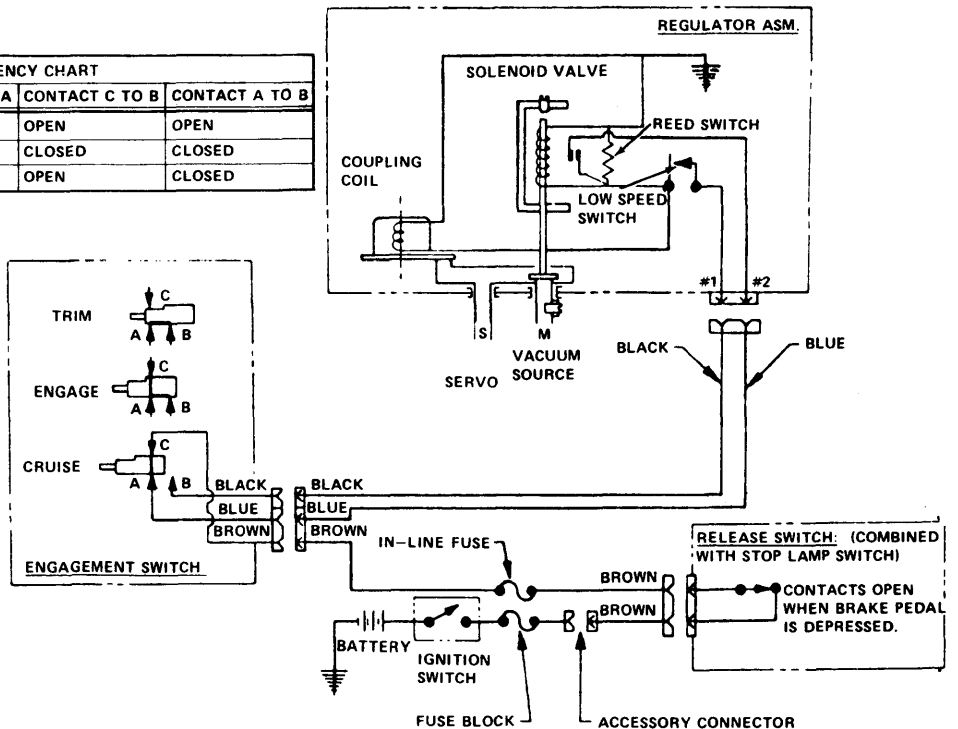 REGULATOR ASM.
ENCY CHART
A CONTACT C TO B CONTACT A TO B
OPEN OPEN
CLOSED CLOSED
OPEN CLOSED
SOLENOID VALVE
REED SWITCH
COUPLING
COIL
LOW SPEED
SWITCH
#1 #2
S M
SERVO
VACUUM
SOURCE
BLACK
BLUE
TRIM
C
A B
ENGAGE
C
A B
CRUISE
C
A B
BLACK BLACK
BLUE BLUE
BROWN BROWN
ENGAGEMENT SWITCH
IN-LINE FUSE
BROWN
BROWN
RELEASE SWITCH: (COMBINED
WITH STOP LAMP SWITCH)
CONTACTS OPEN
WHEN BRAKE PEDAL
IS DEPRESSED.
BATTERY
IGNITION
SWITCH
FUSE BLOCK
ACCESSORY CONNECTOR